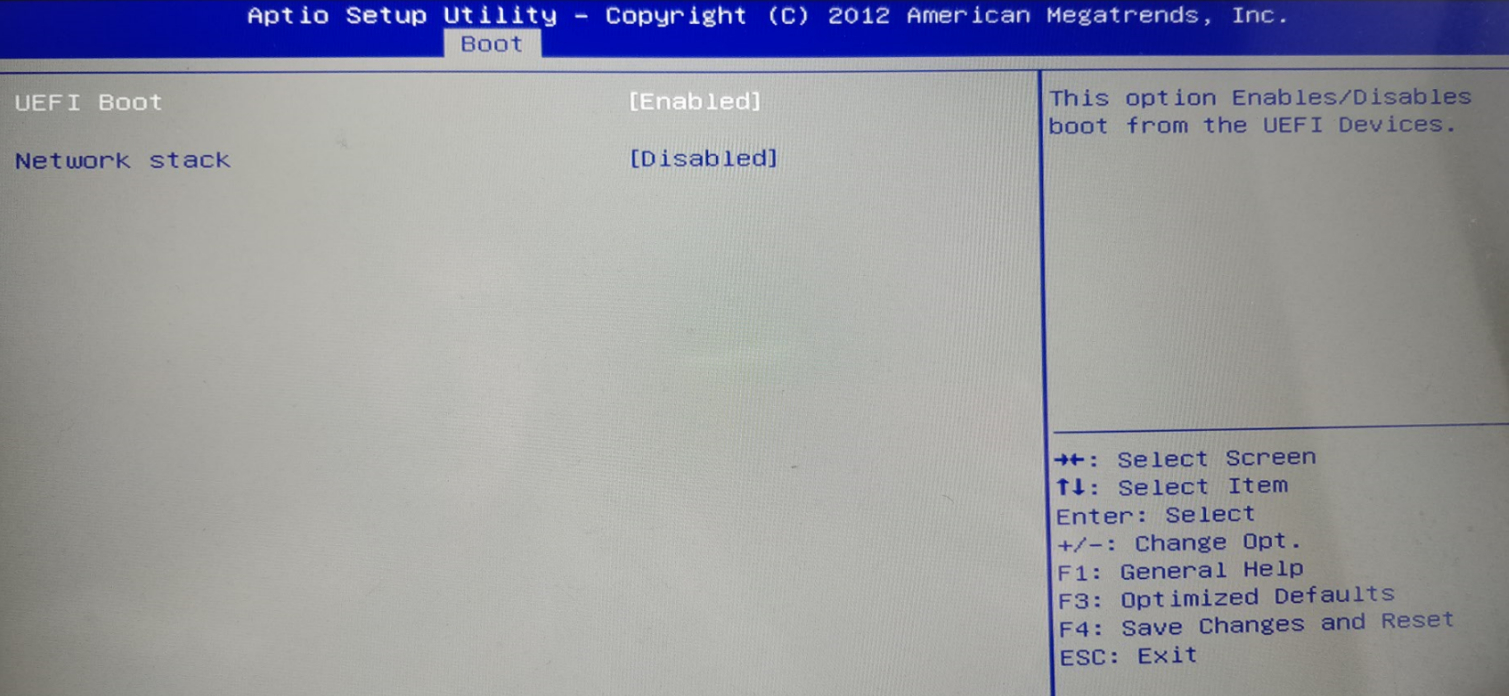 Aptio Setup Utility - Copyright (C) 2012 American Megatrends, Inc.
Boot
UEFI Boot [Enabled]
Network stack [Disabled]
This option Enables/Disables
boot from the UEFI Devices.
→←: Select Screen
↑↓: Select Item
Enter: Select
+/-: Change Opt.
F1: General Help
F3: Optimized Defaults
F4: Save Changes and Reset
ESC: Exit